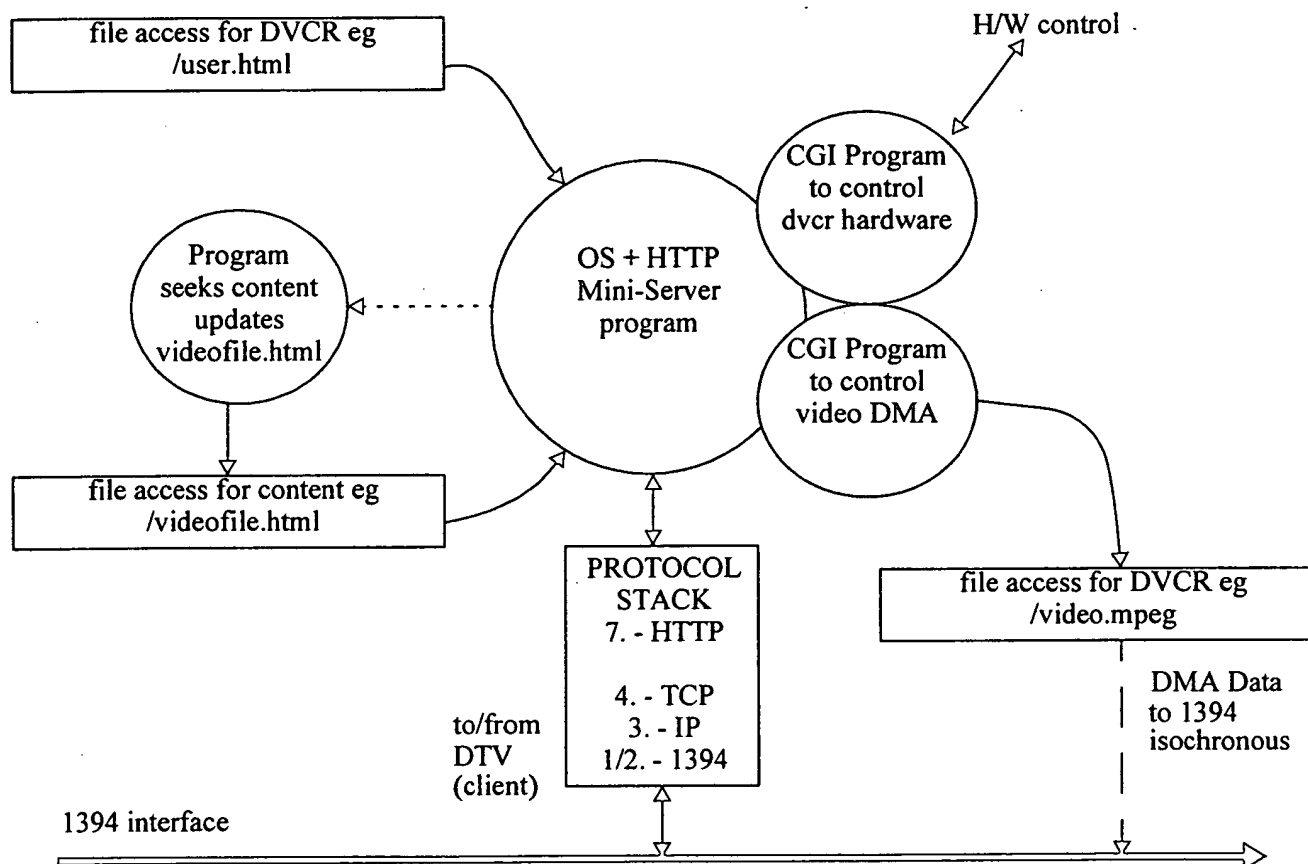 file access for DVCR eg
/user.html
H/W control
CGI Program
to control
dvcr hardware
Program
seeks content
updates
videofile.html
OS + HTTP
Mini-Server
program
CGI Program
to control
video DMA
file access for content eg
/videofile.html
PROTOCOL
STACK
7. - HTTP
4. - TCP
3. - IP
1/2. - 1394
file access for DVCR eg
/video.mpeg
to/from
DTV
(client)
DMA Data
to 1394
isochronous
1394 interface